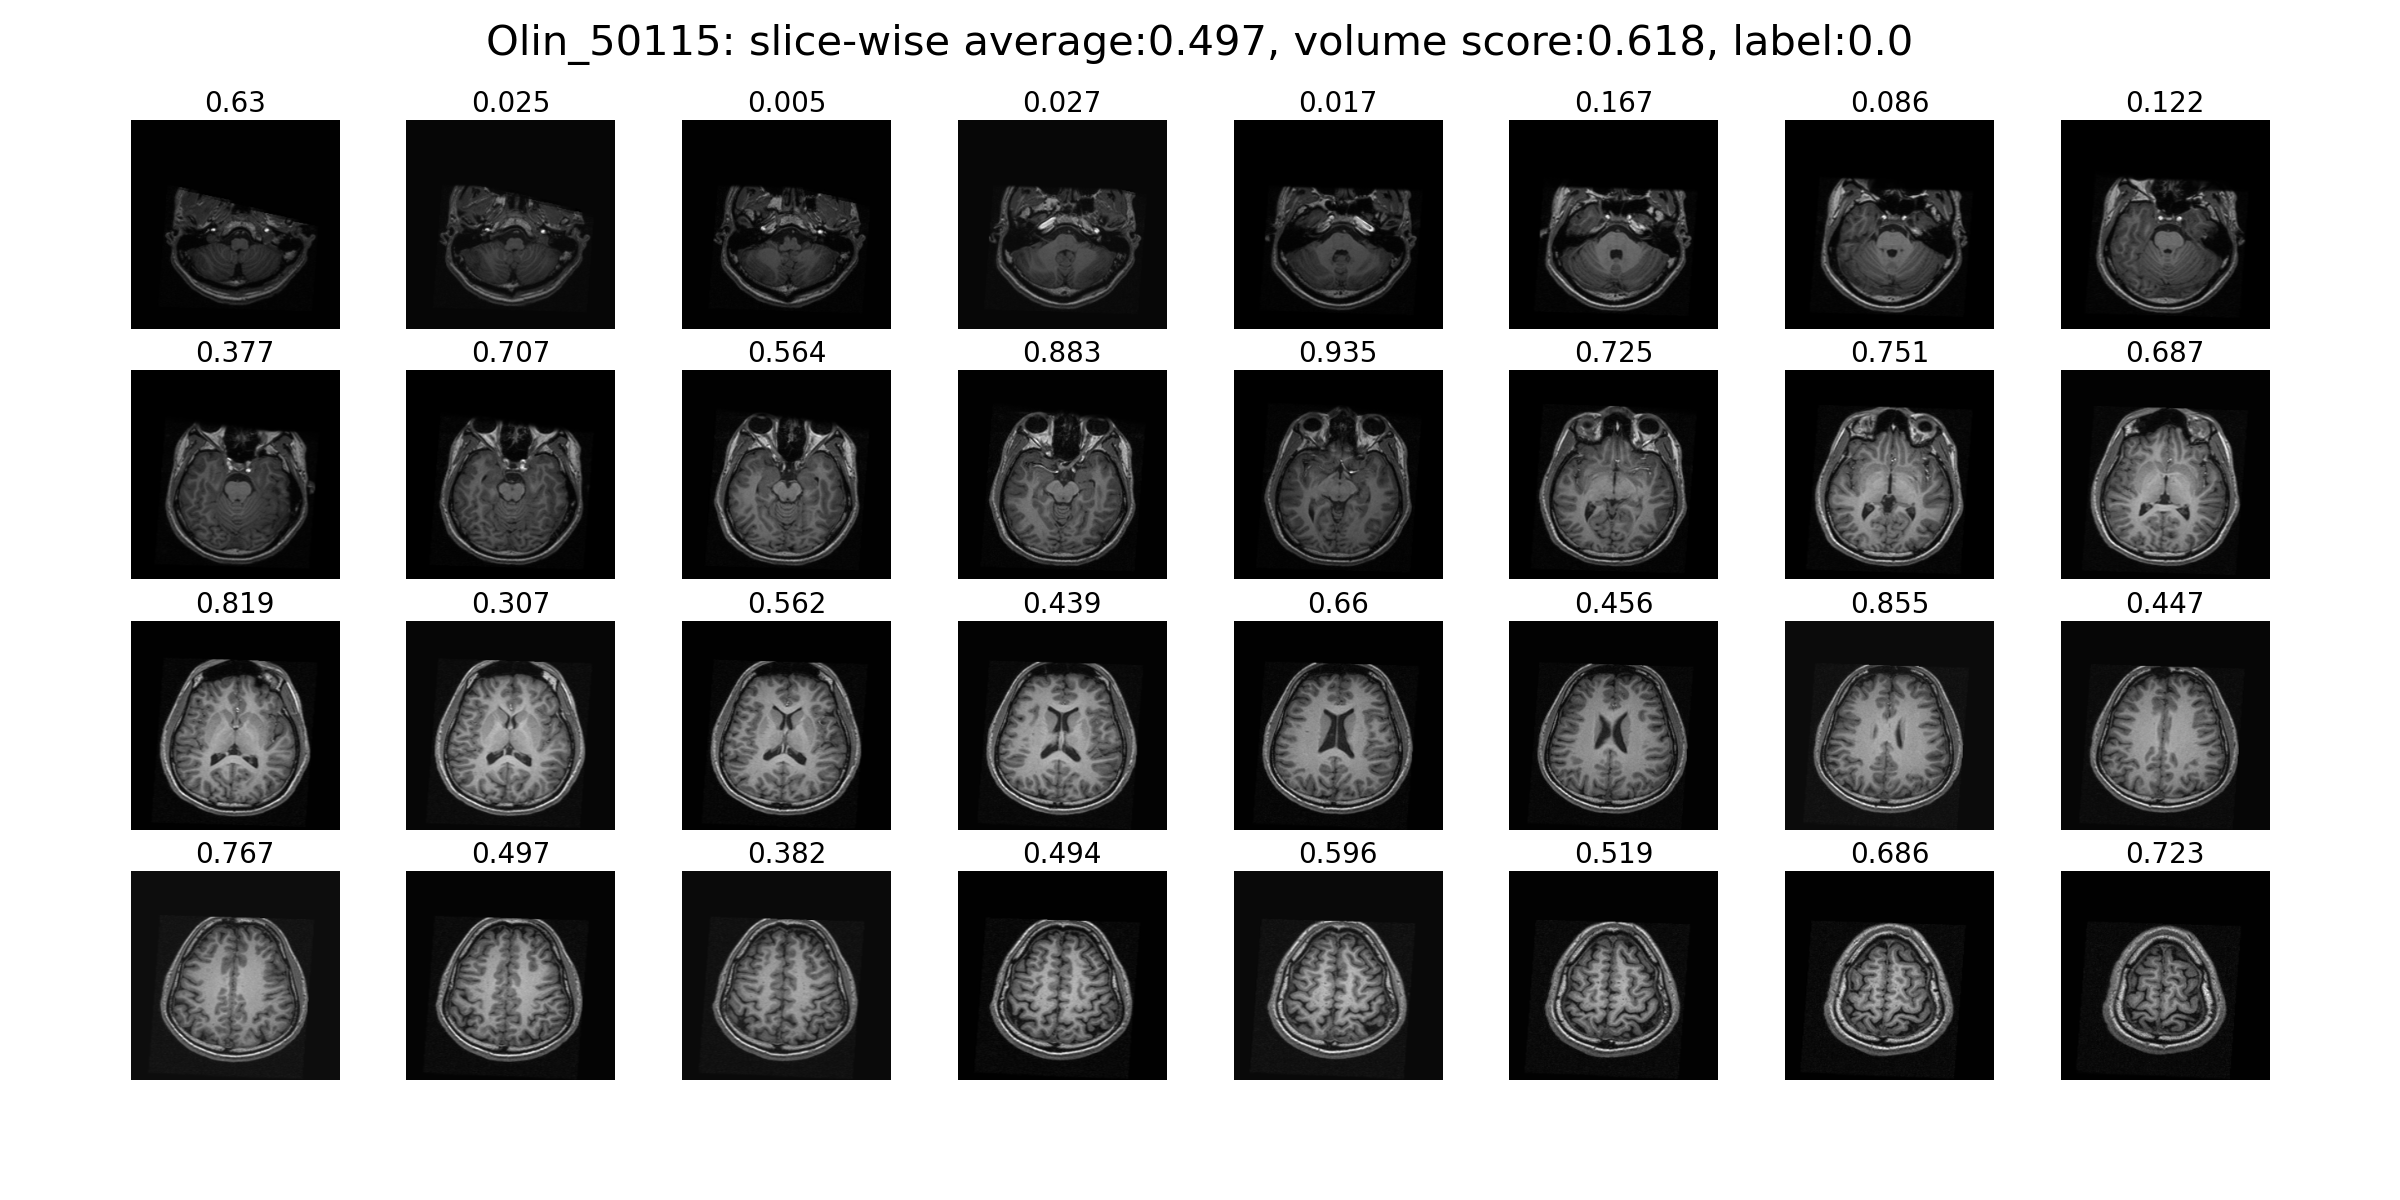 Olin_50115: slice-wise average:0.497, volume score:0.618, label:0.0
0.63 0.025 0.005 0.027 0.017 0.167 0.086 0.122
0.377 0.707 0.564 0.883 0.935 0.725 0.751 0.687
0.819 0.307 0.562 0.439 0.66 0.456 0.855 0.447
0.767 0.497 0.382 0.494 0.596 0.519 0.686 0.723